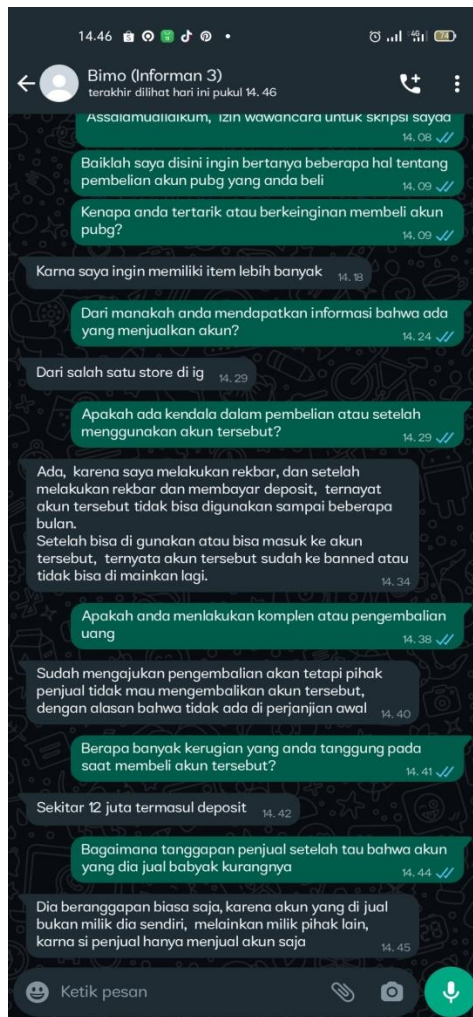 14.46
74
Bimo (Informan 3)
terakhir dilihat hari ini pukul 14. 46
Assalamuallaikum, izin wawancara untuk skripsi sayaa
14. 08
Baiklah saya disini ingin bertanya beberapa hal tentang
pembelian akun pubg yang anda beli
14. 09
Kenapa anda tertarik atau berkeinginan membeli akun
pubg?
14. 09
Karna saya ingin memiliki item lebih banyak
14. 18
Dari manakah anda mendapatkan informasi bahwa ada
yang menjualkan akun?
14. 24
Dari salah satu store di ig
14. 29
Apakah ada kendala dalam pembelian atau setelah
menggunakan akun tersebut?
14. 29
Ada, karena saya melakukan rekbar, dan setelah
melakukan rekbar dan membayar deposit, ternayat
akun tersebut tidak bisa digunakan sampai beberapa
bulan.
Setelah bisa di gunakan atau bisa masuk ke akun
tersebut, ternyata akun tersebut sudah ke banned atau
tidak bisa di mainkan lagi.
14. 34
Apakah anda menlakukan komplen atau pengembalian
uang
14. 38
Sudah mengajukan pengembalian akan tetapi pihak
penjual tidak mau mengembalikan akun tersebut,
dengan alasan bahwa tidak ada di perjanjian awal
14. 40
Berapa banyak kerugian yang anda tanggung pada
saat membeli akun tersebut?
14. 41
Sekitar 12 juta termasul deposit
14. 42
Bagaimana tanggapan penjual setelah tau bahwa akun
yang dia jual babyak kurangnya
14. 44
Dia beranggapan biasa saja, karena akun yang di jual
bukan milik dia sendiri, melainkan milik pihak lain,
karna si penjual hanya menjual akun saja
14. 45
Ketik pesan